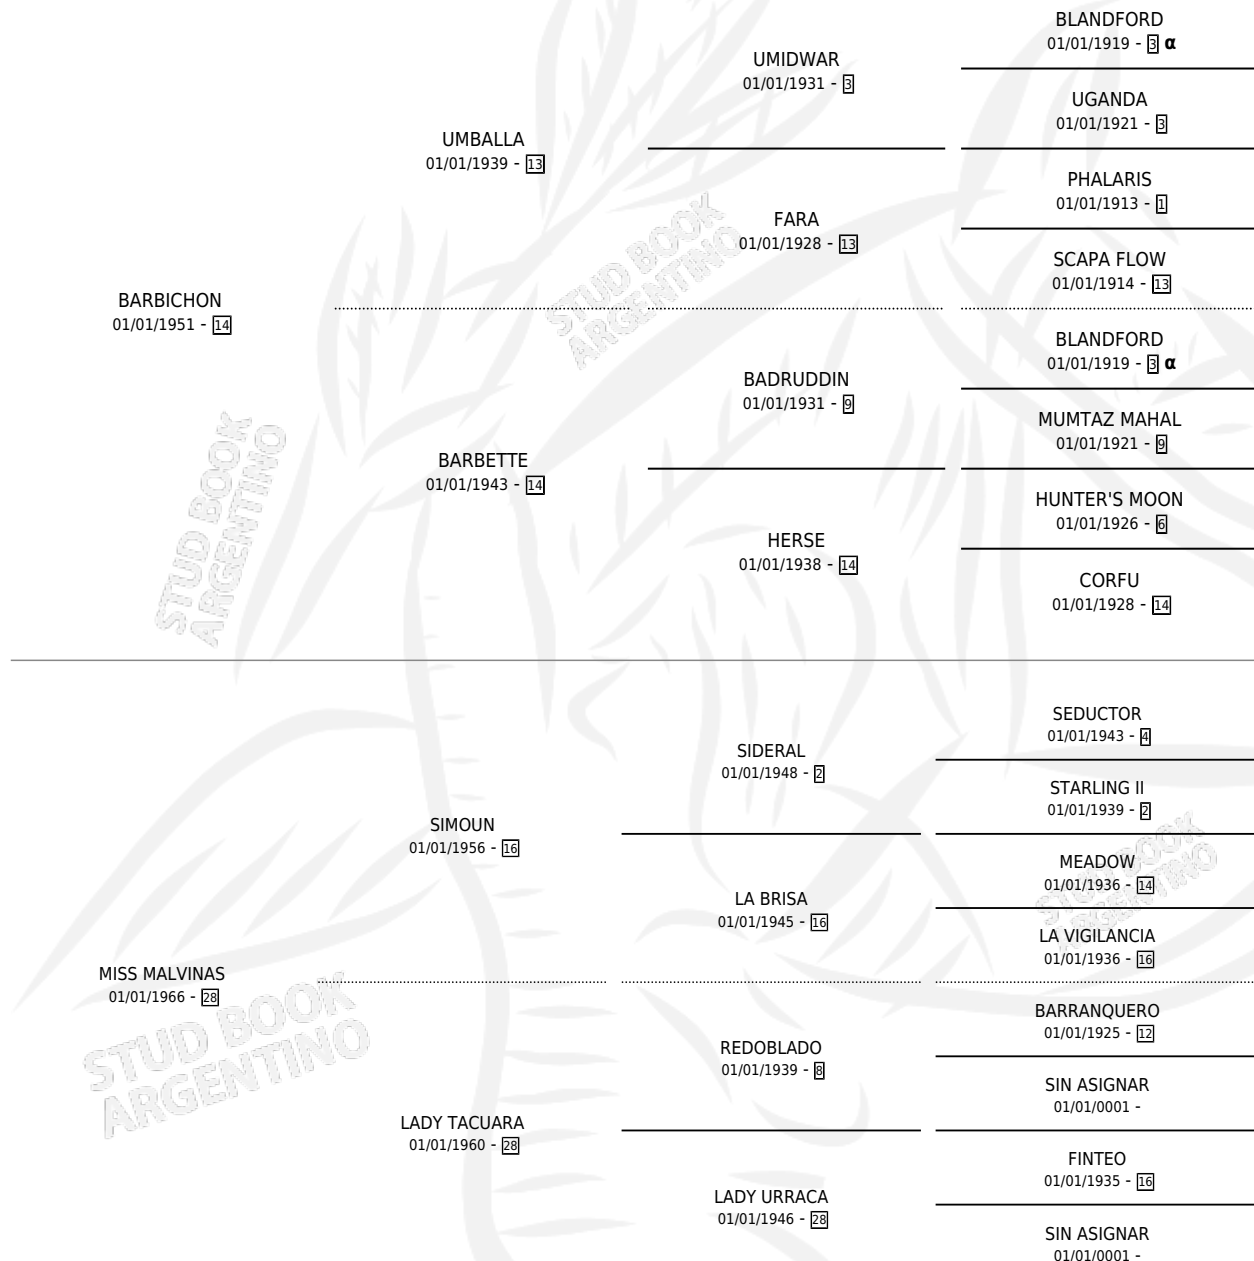 BLANDFORD
01/01/1919 - 3 α
UMIDWAR
01/01/1931 - 3
UGANDA
01/01/1921 - 3
UMBALLA
01/01/1939 - 13
PHALARIS
01/01/1913 - 1
FARA
01/01/1928 - 13
SCAPA FLOW
01/01/1914 - 13
BARBICHON
01/01/1951 - 14
BLANDFORD
01/01/1919 - 3 α
BADRUDDIN
01/01/1931 - 9
MUMTAZ MAHAL
01/01/1921 - 9
BARBETTE
01/01/1943 - 14
HUNTER'S MOON
01/01/1926 - 6
HERSE
01/01/1938 - 14
CORFU
01/01/1928 - 14
SEDUCTOR
01/01/1943 - 4
SIDERAL
01/01/1948 - 2
STARLING II
01/01/1939 - 2
SIMOUN
01/01/1956 - 16
MEADOW
01/01/1936 - 14
LA BRISA
01/01/1945 - 16
LA VIGILANCIA
01/01/1936 - 16
MISS MALVINAS
01/01/1966 - 28
BARRANQUERO
01/01/1925 - 12
REDOBLADO
01/01/1939 - 8
SIN ASIGNAR
01/01/0001 -
LADY TACUARA
01/01/1960 - 28
FINTEO
01/01/1935 - 16
LADY URRACA
01/01/1946 - 28
SIN ASIGNAR
01/01/0001 -
STUD BOOK
ARGENTINO
STUD BOOK
ARGENTINO
STUD BOOK
ARGENTINO
STUD BOOK
ARGENTINO